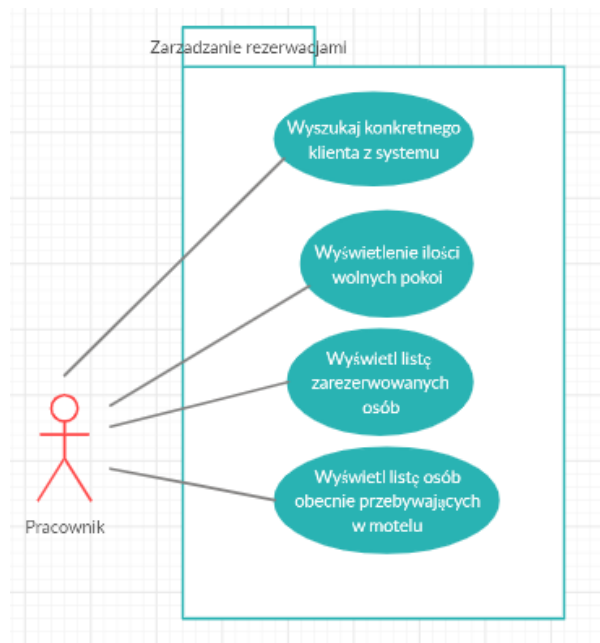 Zarzadzanie rezerwacjami
Wyszukaj konkretnego
klienta z systemu
Wyświetlenie ilości
wolnych pokoi
Wyświetl listę
zarezerwowanych
osób
Wyświetl listę osób
obecnie przebywających
w motelu
Pracownik